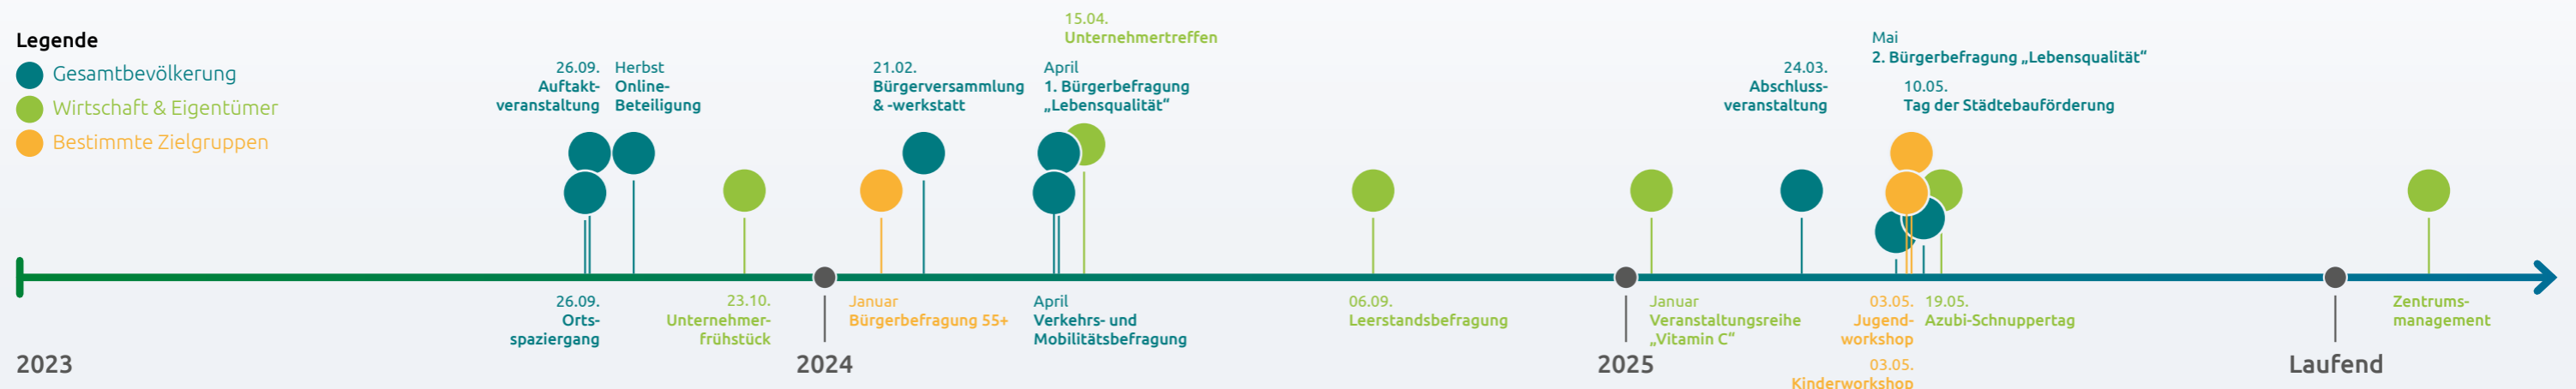 Legende
Gesamtbevölkerung
Wirtschaft & Eigentümer
Bestimmte Zielgruppen
26.09.
Auftakt-
veranstaltung
Herbst
Online-
Beteiligung
21.02.
Bürgerversammlung
& -werkstatt
15.04.
Unternehmertreffen
April
1. Bürgerbefragung
„Lebensqualität“
24.03.
Abschluss-
veranstaltung
Mai
2. Bürgerbefragung „Lebensqualität“
10.05.
Tag der Städtebauförderung
26.09.
Orts-
spaziergang
23.10.
Unternehmer-
frühstück
Januar
Bürgerbefragung 55+
April
Verkehrs- und
Mobilitätsbefragung
06.09.
Leerstandsbefragung
Januar
Veranstaltungsreihe
„Vitamin C“
03.05.
Jugend-
workshop
03.05.
Kinderworkshop
19.05.
Azubi-Schnuppertag
Zentrums-
management
2023
2024
2025
Laufend